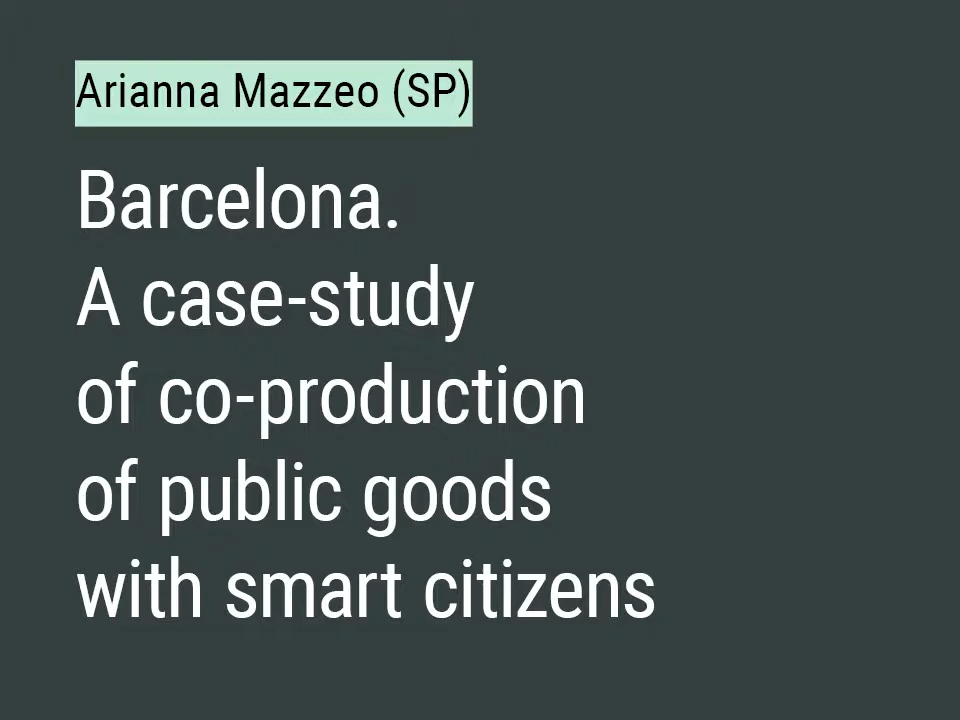 Arianna Mazzeo (SP)
Barcelona.
A case-study
of co-production
of public goods
with smart citizens